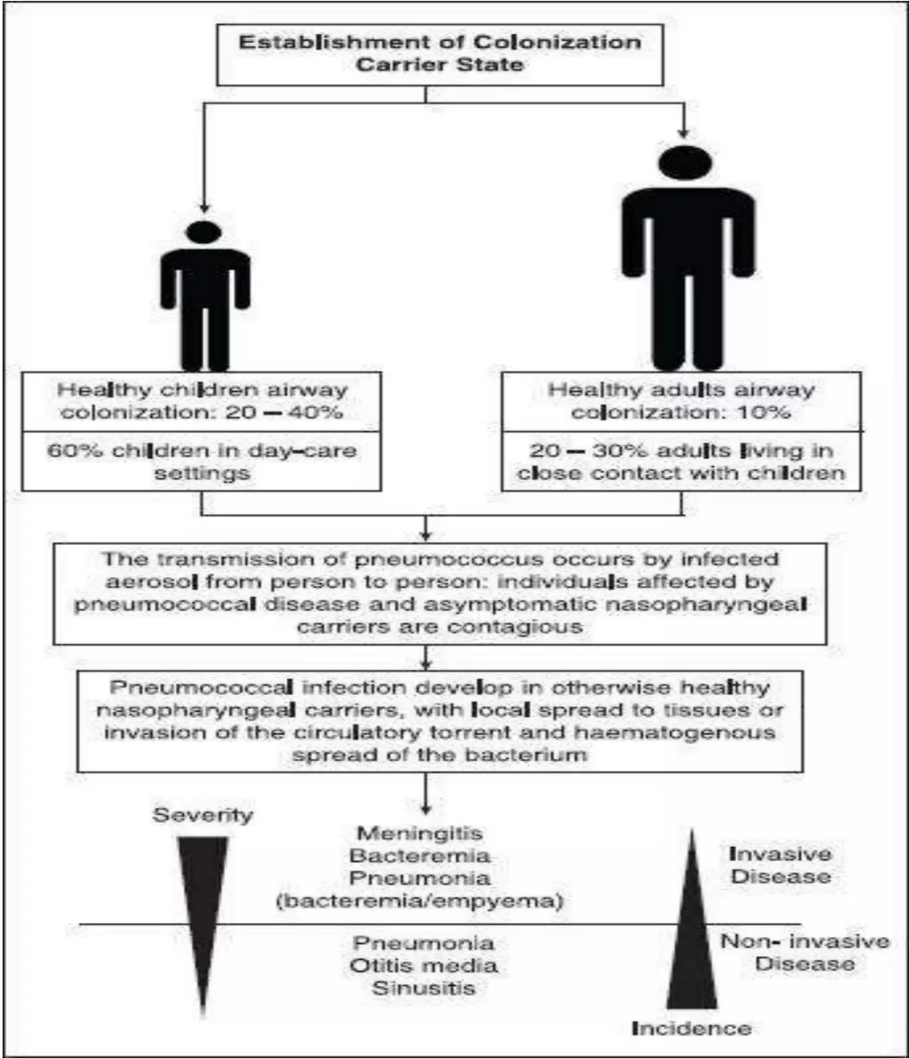 Establishment of Colonization
Carrier State
Healthy children airway
colonization: 20 – 40%
60% children in day-care
settings
Healthy adults airway
colonization: 10%
20 – 30% adults living in
close contact with children
The transmission of pneumococcus occurs by infected
aerosol from person to person: individuals affected by
pneumococcal disease and asymptomatic nasopharyngeal
carriers are contagious
Pneumococcal infection develop in otherwise healthy
nasopharyngeal carriers, with local spread to tissues or
invasion of the circulatory torrent and haematogenous
spread of the bacterium
Severity
Meningitis
Bacteremia
Pneumonia
(bacteremia/empyema)
Invasive
Disease
Pneumonia
Otitis media
Sinusitis
Non- invasive
Disease
Incidence